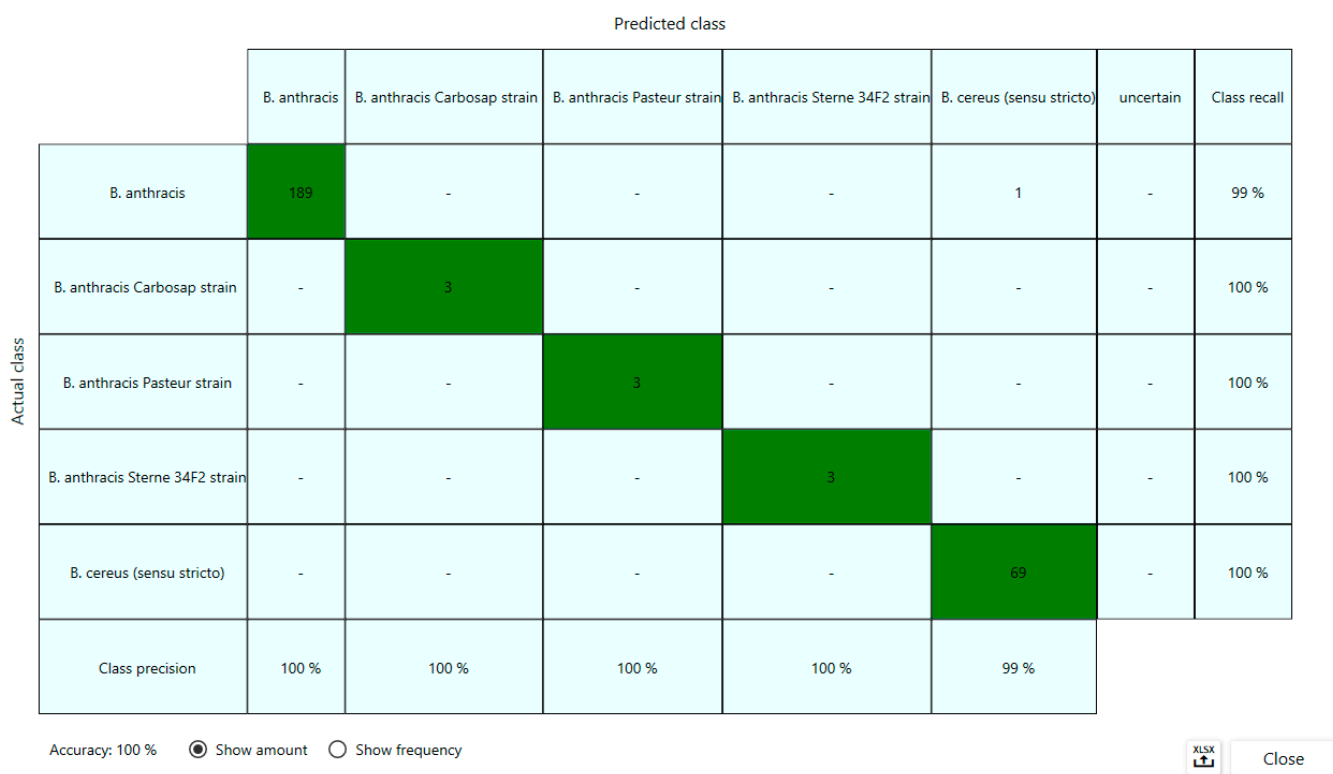 Predicted class
B. anthracis B. anthracis Carbosap strain B. anthracis Pasteur strain B. anthracis Sterne 34F2 strain B. cereus (sensu stricto) uncertain Class recall
Actual class
B. anthracis 189 - - - 1 - 99 %
B. anthracis Carbosap strain - 3 - - - - 100 %
B. anthracis Pasteur strain - - 3 - - - 100 %
B. anthracis Sterne 34F2 strain - - - 3 - - 100 %
B. cereus (sensu stricto) - - - - 69 - 100 %
Class precision 100 % 100 % 100 % 100 % 99 %
Accuracy: 100 % Show amount Show frequency XLSX Close